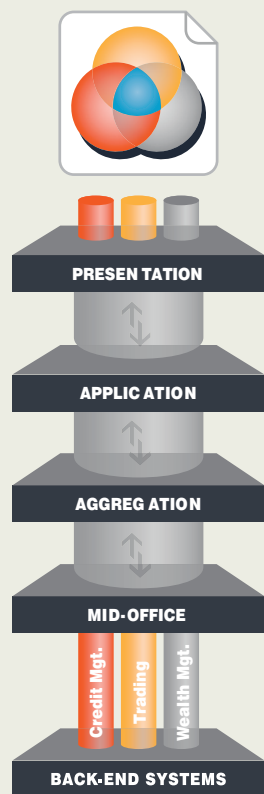 PRESEN TATION
APPLIC ATION
AGGREG ATION
MID-OFFICE
Credit Mgt.
Trading
Wealth Mgt.
BACK-END SYSTEMS